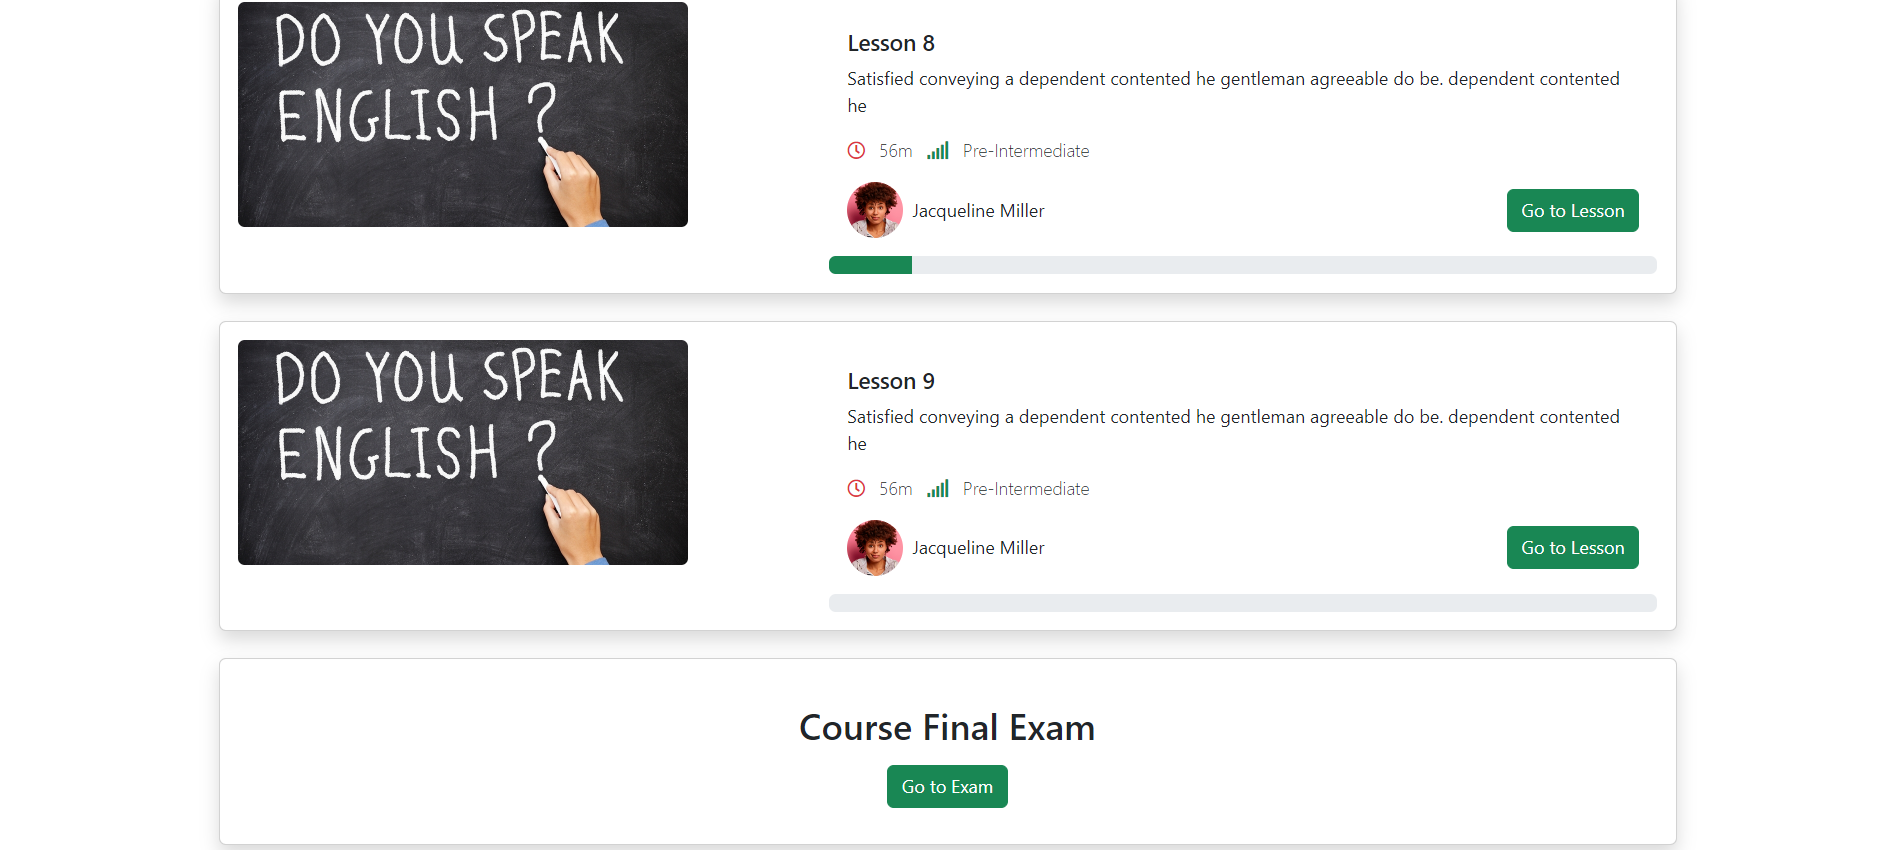 DO YOU SPEAK
ENGLISH ?
Lesson 8
Satisfied conveying a dependent contented he gentleman agreeable do be. dependent contented
he
56m Pre-Intermediate
Jacqueline Miller
Go to Lesson
DO YOU SPEAK
ENGLISH ?
Lesson 9
Satisfied conveying a dependent contented he gentleman agreeable do be. dependent contented
he
56m Pre-Intermediate
Jacqueline Miller
Go to Lesson
Course Final Exam
Go to Exam